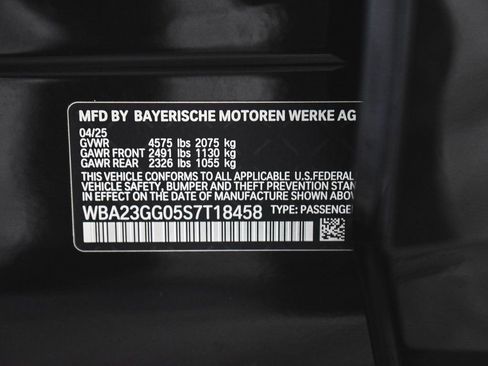 MFD BY BAYERISCHE MOTOREN WERKE AG
04/25
GVWR 4575 lbs 2075 kg
GAWR FRONT 2491 lbs 1130 kg
GAWR REAR 2326 lbs 1055 kg
THIS VEHICLE CONFORMS TO ALL APPLICABLE U.S.FEDERAL
VEHICLE SAFETY, BUMPER AND THEFT PREVENTION STAN
IN EFFECT ON THE DATE OF MANUFACTURE SHOWN ABOV
WBA23GG05S7T18458 TYPE: PASSENGE